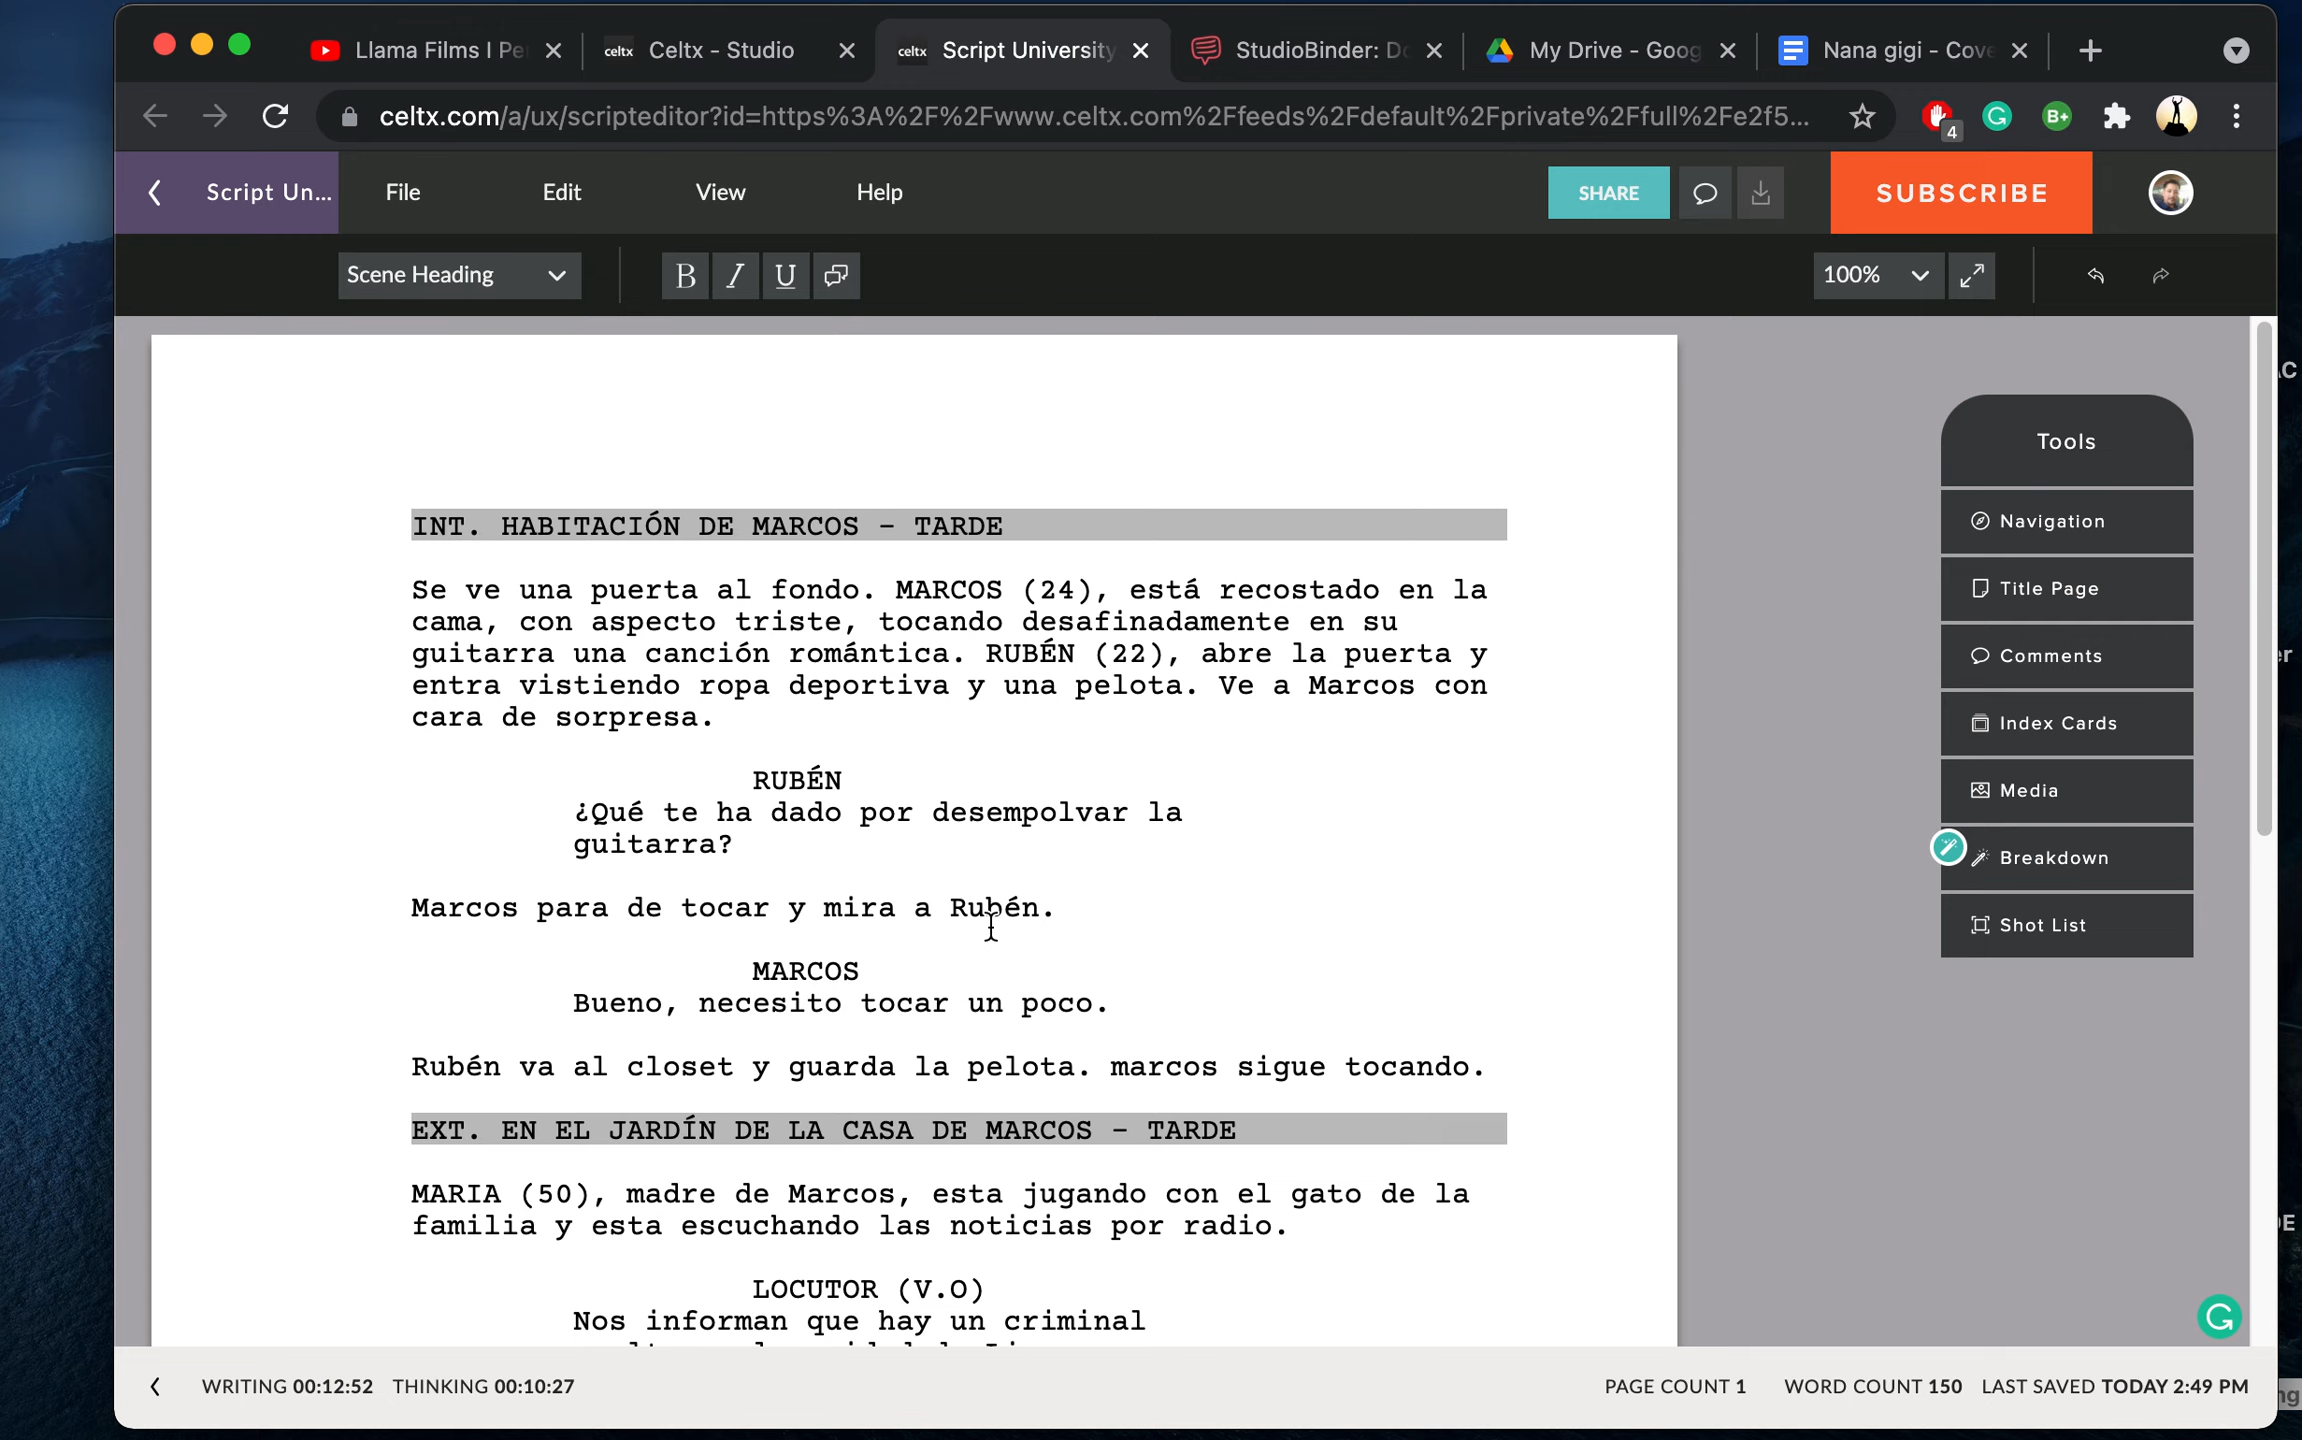 Llama Films I Pe
celtx Celtx - Studio
celtx Script University
StudioBinder: Do
My Drive - Goog
Nana gigi - Cove
celtx.com/a/ux/scripteditor?id=https%3A%2F%2Fwww.celtx.com%2Ffeeds%2Fdefault%2Fprivate%2Ffull%2Fe2f5...
4
B+
Script Un...
File
Edit
View
Help
SHARE
SUBSCRIBE
Scene Heading
B I U
100%
INT. HABITACIÓN DE MARCOS - TARDE
Se ve una puerta al fondo. MARCOS (24), está recostado en la
cama, con aspecto triste, tocando desafinadamente en su
guitarra una canción romántica. RUBÉN (22), abre la puerta y
entra vistiendo ropa deportiva y una pelota. Ve a Marcos con
cara de sorpresa.
RUBÉN
¿Qué te ha dado por desempolvar la
guitarra?
Marcos para de tocar y mira a Rubén.
MARCOS
Bueno, necesito tocar un poco.
Rubén va al closet y guarda la pelota. marcos sigue tocando.
EXT. EN EL JARDÍN DE LA CASA DE MARCOS - TARDE
MARIA (50), madre de Marcos, esta jugando con el gato de la
familia y esta escuchando las noticias por radio.
LOCUTOR (V.O)
Nos informan que hay un criminal
Tools
Navigation
Title Page
Comments
Index Cards
Media
Breakdown
Shot List
WRITING 00:12:52 THINKING 00:10:27
PAGE COUNT 1 WORD COUNT 150 LAST SAVED TODAY 2:49 PM